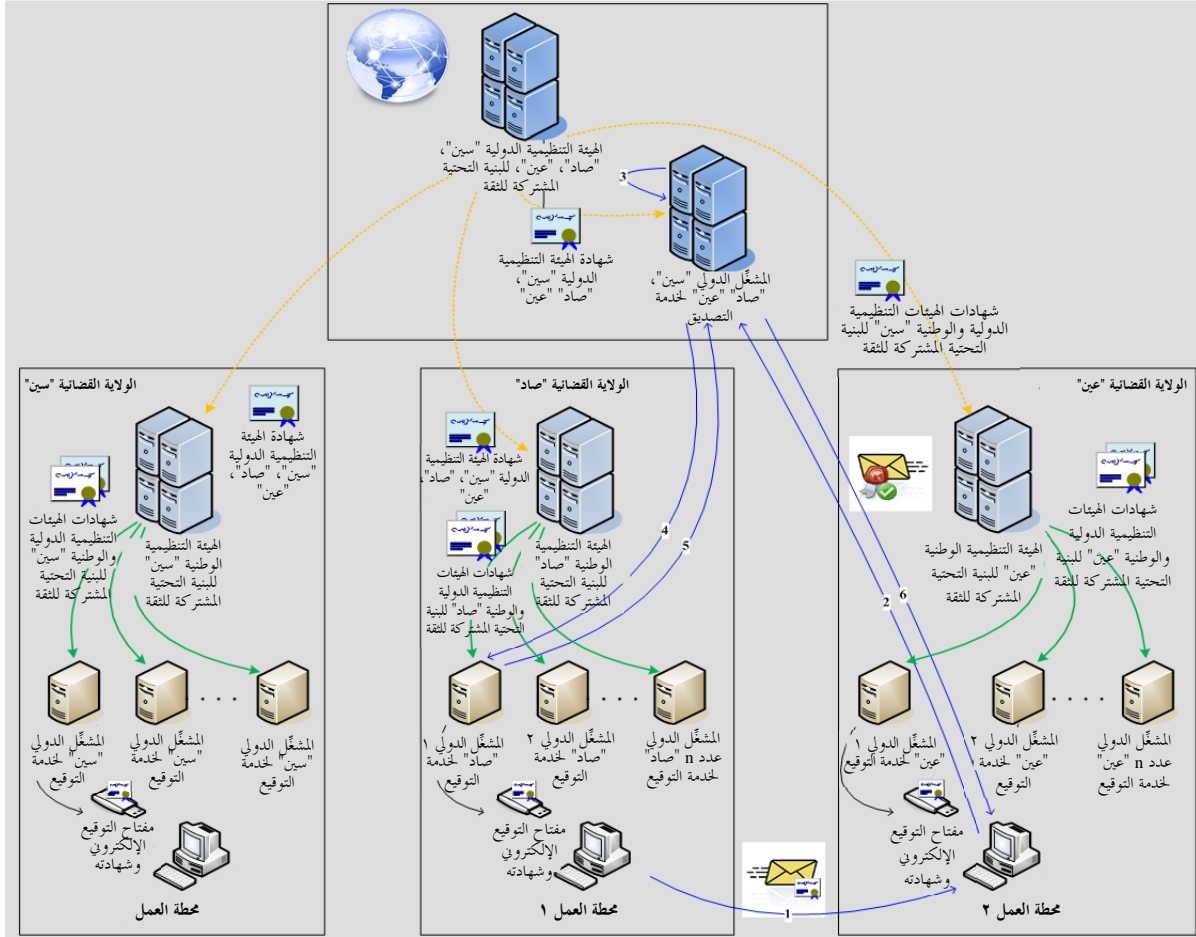 الهيئة التنظيمية الدولية "سين"،
"صاد"، "عين"، للبنية التحتية
المشتركة للثقة
3
شهادة الهيئة التنظيمية
الدولية "سين"،
"صاد" "عين"
المشغِّل الدولي "سين"،
"صاد" "عين" لخدمة
التصديق
شهادات الهيئات التنظيمية
الدولية والوطنية "سين" للبنية
التحتية المشتركة للثقة
الولاية القضائية "سين"
شهادة الهيئة
التنظيمية الدولية
"سين"، "صاد"،
"عين"
شهادات الهيئات
التنظيمية الدولية
والوطنية "سين"
للبنية التحتية
المشتركة للثقة
الهيئة التنظيمية
الوطنية "سين"
للبنية التحتية
المشتركة للثقة
المشغِّل الدولي
"سين" لخدمة
التوقيع
المشغِّل الدولي
"سين" لخدمة
التوقيع
المشغِّل الدولي
"سين" لخدمة
التوقيع
مفتاح التوقيع
الإلكتروني
وشهادته
محطة العمل
الولاية القضائية "صاد"
شهادة الهيئة التنظيمية
الدولية "سين"، "صاد"،
"عين"
شهادات الهيئات
التنظيمية الدولية
والوطنية "صاد" للبنية
التحتية المشتركة للثقة
الهيئة التنظيمية
الوطنية "صاد"
للبنية التحتية
المشتركة للثقة
4
5
المشغِّل الدولي ١
"صاد" لخدمة
التوقيع
المشغِّل الدولي ٢
"صاد" لخدمة
التوقيع
المشغِّل الدولي
عدد n "صاد"
لخدمة التوقيع
مفتاح التوقيع
الإلكتروني
وشهادته
محطة العمل ١
1
الولاية القضائية "عين"
شهادات الهيئات
التنظيمية الدولية
والوطنية "عين" للبنية
التحتية المشتركة للثقة
الهيئة التنظيمية الوطنية
"عين" للبنية التحتية
المشتركة للثقة
2
6
المشغِّل الدولي ١
"عين" لخدمة التوقيع
المشغِّل الدولي ٢
"عين" لخدمة
التوقيع
المشغِّل الدولي
عدد n "عين"
لخدمة التوقيع
مفتاح التوقيع
الإلكتروني
وشهادته
محطة العمل ٢